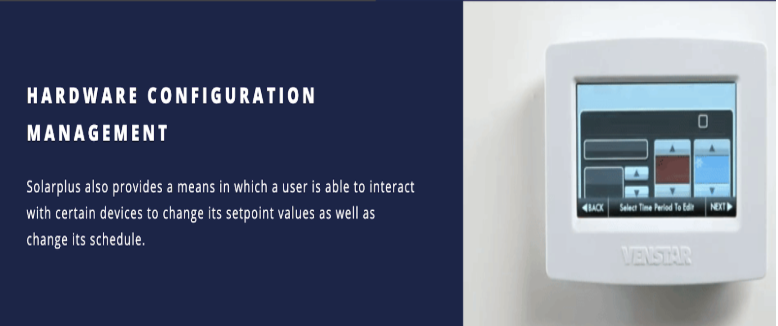 HARDWARE CONFIGURATION
MANAGEMENT
Solarplus also provides a means in which a user is able to interact
with certain devices to change its setpoint values as well as
change its schedule.
BACK Select Time Period To Edit NEXT
VENSTAR